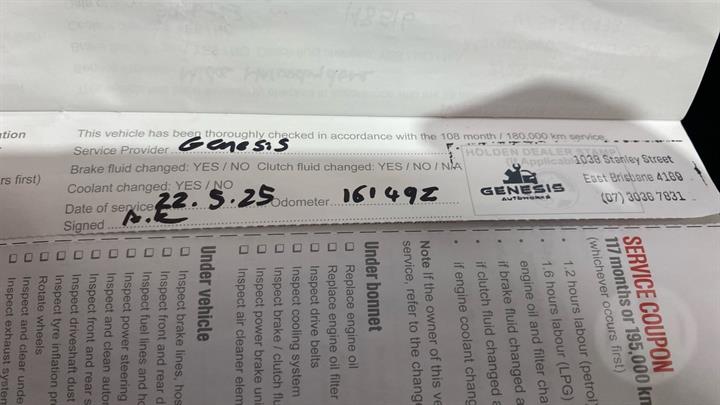 This vehicle has been thoroughly checked in accordance with the 108 month / 180,000 km service
Service Provider Genesis
Brake fluid changed: YES / NO Clutch fluid changed: YES / NO / N/A
Coolant changed: YES / NO
Date of service 22.5.25 Odometer 161492
Signed
HOLDEN DEALER STAMP
GENESIS
AUTOWORKS
1038 Stanley Street
East Brisbane 4169
(07) 3036 7931
rs first)
SERVICE COUPON
117 months or 195,000 km
(whichever occurs first)
• 1.2 hours labour (petrol
• 1.6 hours labour (LPG)
• engine oil and filter cha
• if brake fluid changed a
• if clutch fluid changed a
• if engine coolant chang
Note If the owner of this ve
service, refer to the change
Under bonnet
Replace engine oil
Replace engine oil filter
Inspect drive belts
Inspect cooling system
Inspect brake / clutch flu
Inspect power brake uni
Inspect air cleaner elem
Under vehicle
Inspect brake lines, hos
Inspect front and rear d
Inspect fuel lines and ho
Inspect power steering
Inspect and clean autom
Inspect front and rear s
Inspect driveshaft dust
Inspect tyre inflation pre
Rotate wheels
Inspect and clear unde
Inspect exhaust system